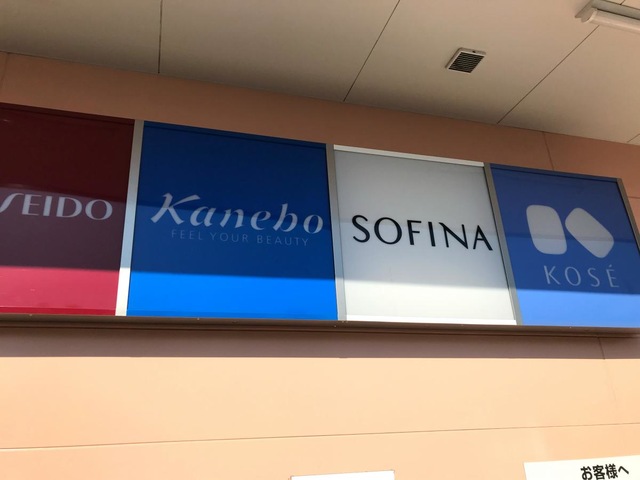 SEIDO
Kanebo
FEEL YOUR BEAUTY
SOFINA
KOSÉ
お客様へ